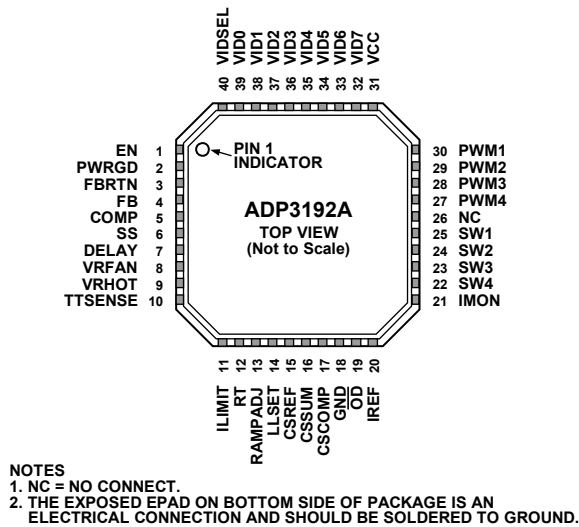 VIDSEL
VID0
VID1
VID2
VID3
VID4
VID5
VID6
VID7
VCC
40
39
38
37
36
35
34
33
32
31
EN 1
PWRGD 2
FBRTN 3
FB 4
COMP 5
SS 6
DELAY 7
VRFAN 8
VRHOT 9
TTSENSE 10
PIN 1
INDICATOR
ADP3192A
TOP VIEW
(Not to Scale)
30 PWM1
29 PWM2
28 PWM3
27 PWM4
26 NC
25 SW1
24 SW2
23 SW3
22 SW4
21 IMON
11
12
13
14
15
16
17
18
19
20
ILIMIT
RT
RAMPADJ
LLSET
CSREF
CSSUM
CSCOMP
GND
OD
IREF
NOTES
1. NC = NO CONNECT.
2. THE EXPOSED EPAD ON BOTTOM SIDE OF PACKAGE IS AN
ELECTRICAL CONNECTION AND SHOULD BE SOLDERED TO GROUND.